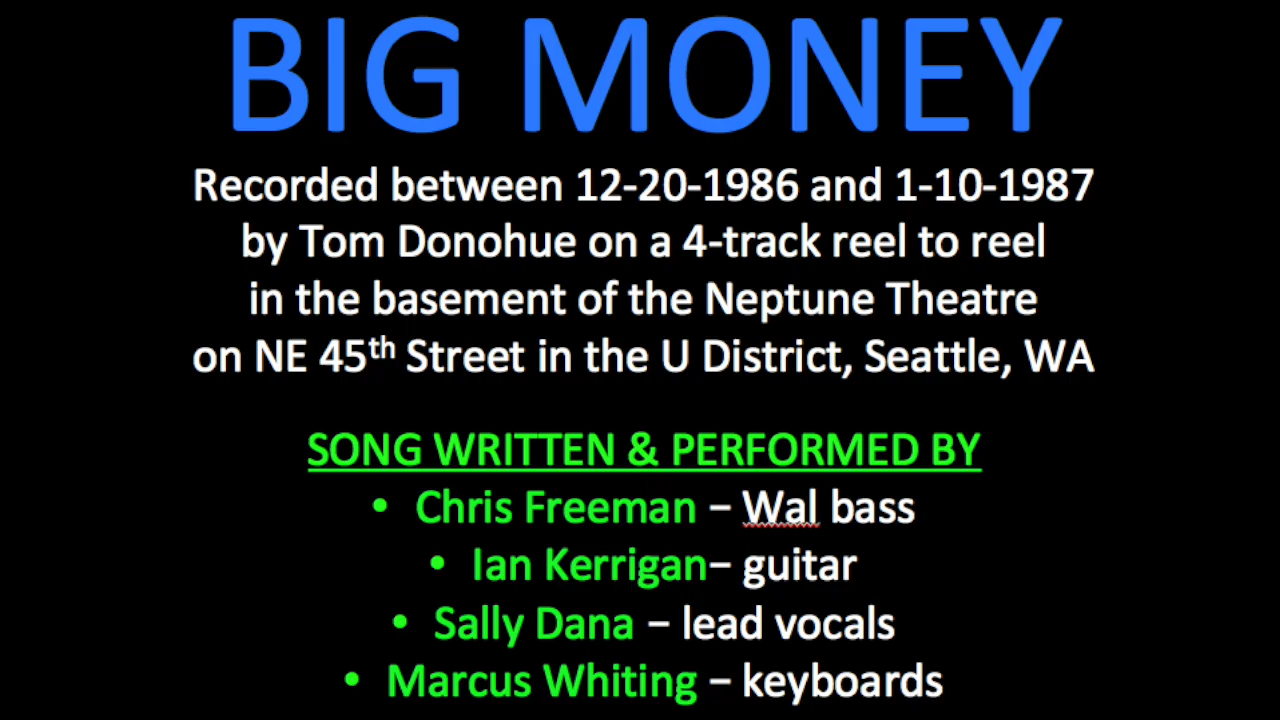 BIG MONEY
Recorded between 12-20-1986 and 1-10-1987
by Tom Donohue on a 4-track reel to reel
in the basement of the Neptune Theatre
on NE 45th Street in the U District, Seattle, WA
SONG WRITTEN & PERFORMED BY
• Chris Freeman – Wal bass
• Ian Kerrigan– guitar
• Sally Dana – lead vocals
• Marcus Whiting – keyboards